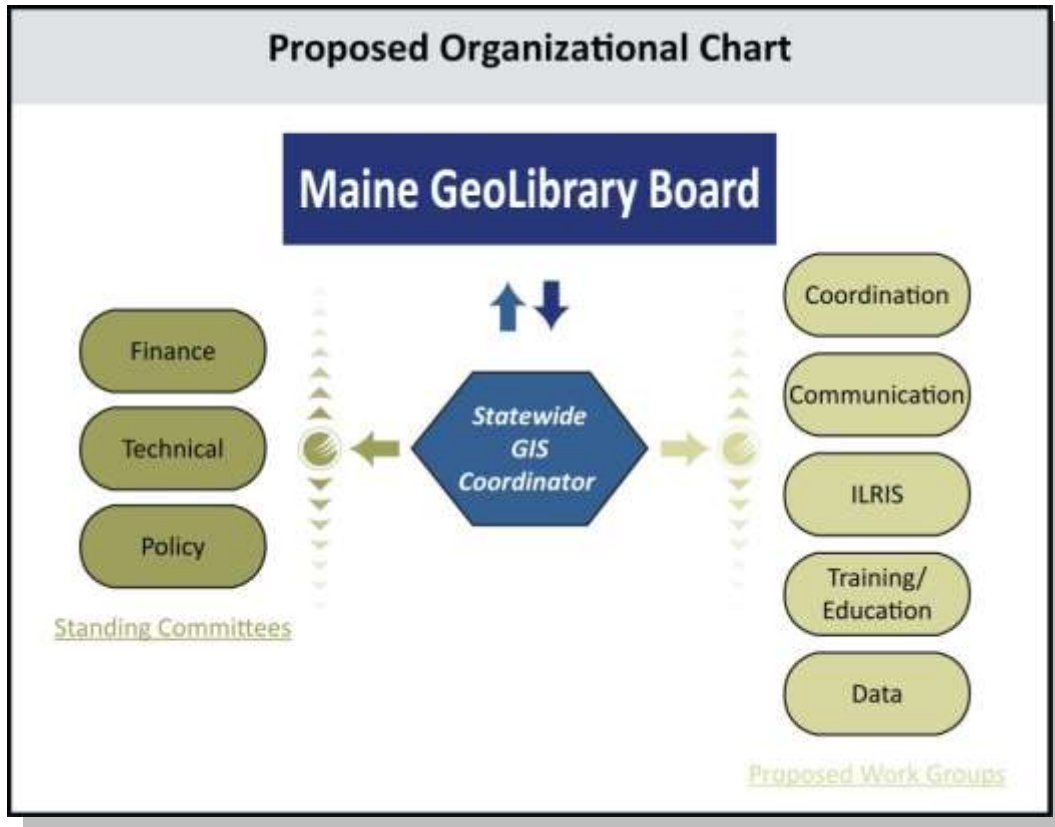 Proposed Organizational Chart
Maine GeoLibrary Board
Finance
Technical
Policy
Standing Committees
Statewide
GIS
Coordinator
Coordination
Communication
ILRIS
Training/
Education
Data
Proposed Work Groups